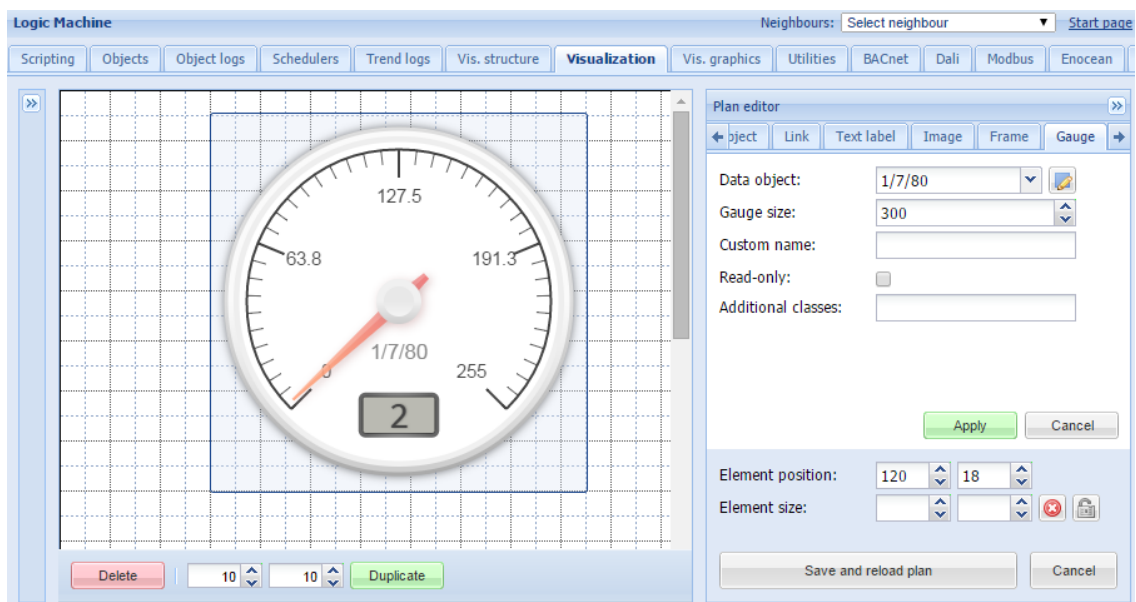 Logic Machine
Neighbours: Select neighbour Start page
Scripting Objects Object logs Schedulers Trend logs Vis. structure Visualization Vis. graphics Utilities BACnet Dali Modbus Enocean
Plan editor
bject Link Text label Image Frame Gauge
Data object: 1/7/80
Gauge size: 300
Custom name:
Read-only:
Additional classes:
Apply Cancel
Element position: 120 18
Element size:
Save and reload plan Cancel
127.5
63.8 191.3
1/7/80
0 255
2
Delete 10 10 Duplicate